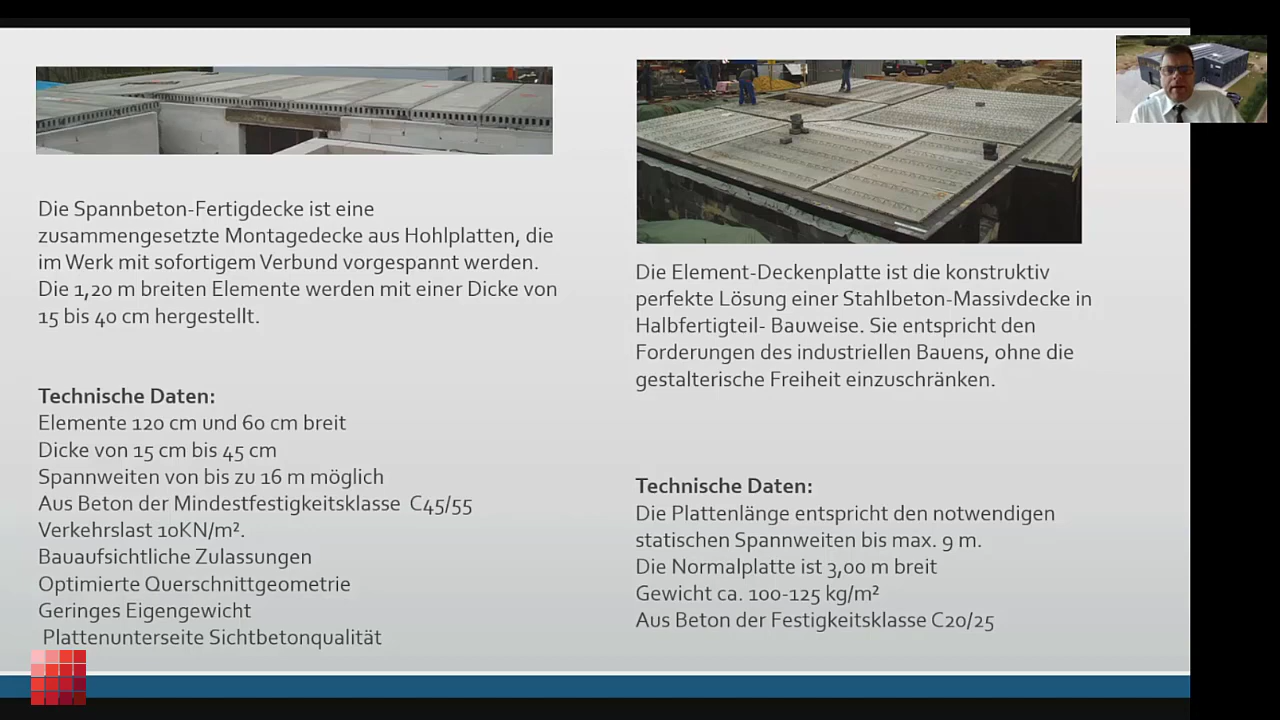 Die Spannbeton-Fertigdecke ist eine
zusammengesetzte Montagedecke aus Hohlplatten, die
im Werk mit sofortigem Verbund vorgespannt werden.
Die 1,20 m breiten Elemente werden mit einer Dicke von
15 bis 40 cm hergestellt.
Technische Daten:
Elemente 120 cm und 60 cm breit
Dicke von 15 cm bis 45 cm
Spannweiten von bis zu 16 m möglich
Aus Beton der Mindestfestigkeitsklasse  C45/55
Verkehrslast 10KN/m².
Bauaufsichtliche Zulassungen
Optimierte Querschnittgeometrie
Geringes Eigengewicht
Plattenunterseite Sichtbetonqualität
Die Element-Deckenplatte ist die konstruktiv
perfekte Lösung einer Stahlbeton-Massivdecke in
Halbfertigteil- Bauweise. Sie entspricht den
Forderungen des industriellen Bauens, ohne die
gestalterische Freiheit einzuschränken.
Technische Daten:
Die Plattenlänge entspricht den notwendigen
statischen Spannweiten bis max. 9 m.
Die Normalplatte ist 3,00 m breit
Gewicht ca. 100-125 kg/m²
Aus Beton der Festigkeitsklasse C20/25